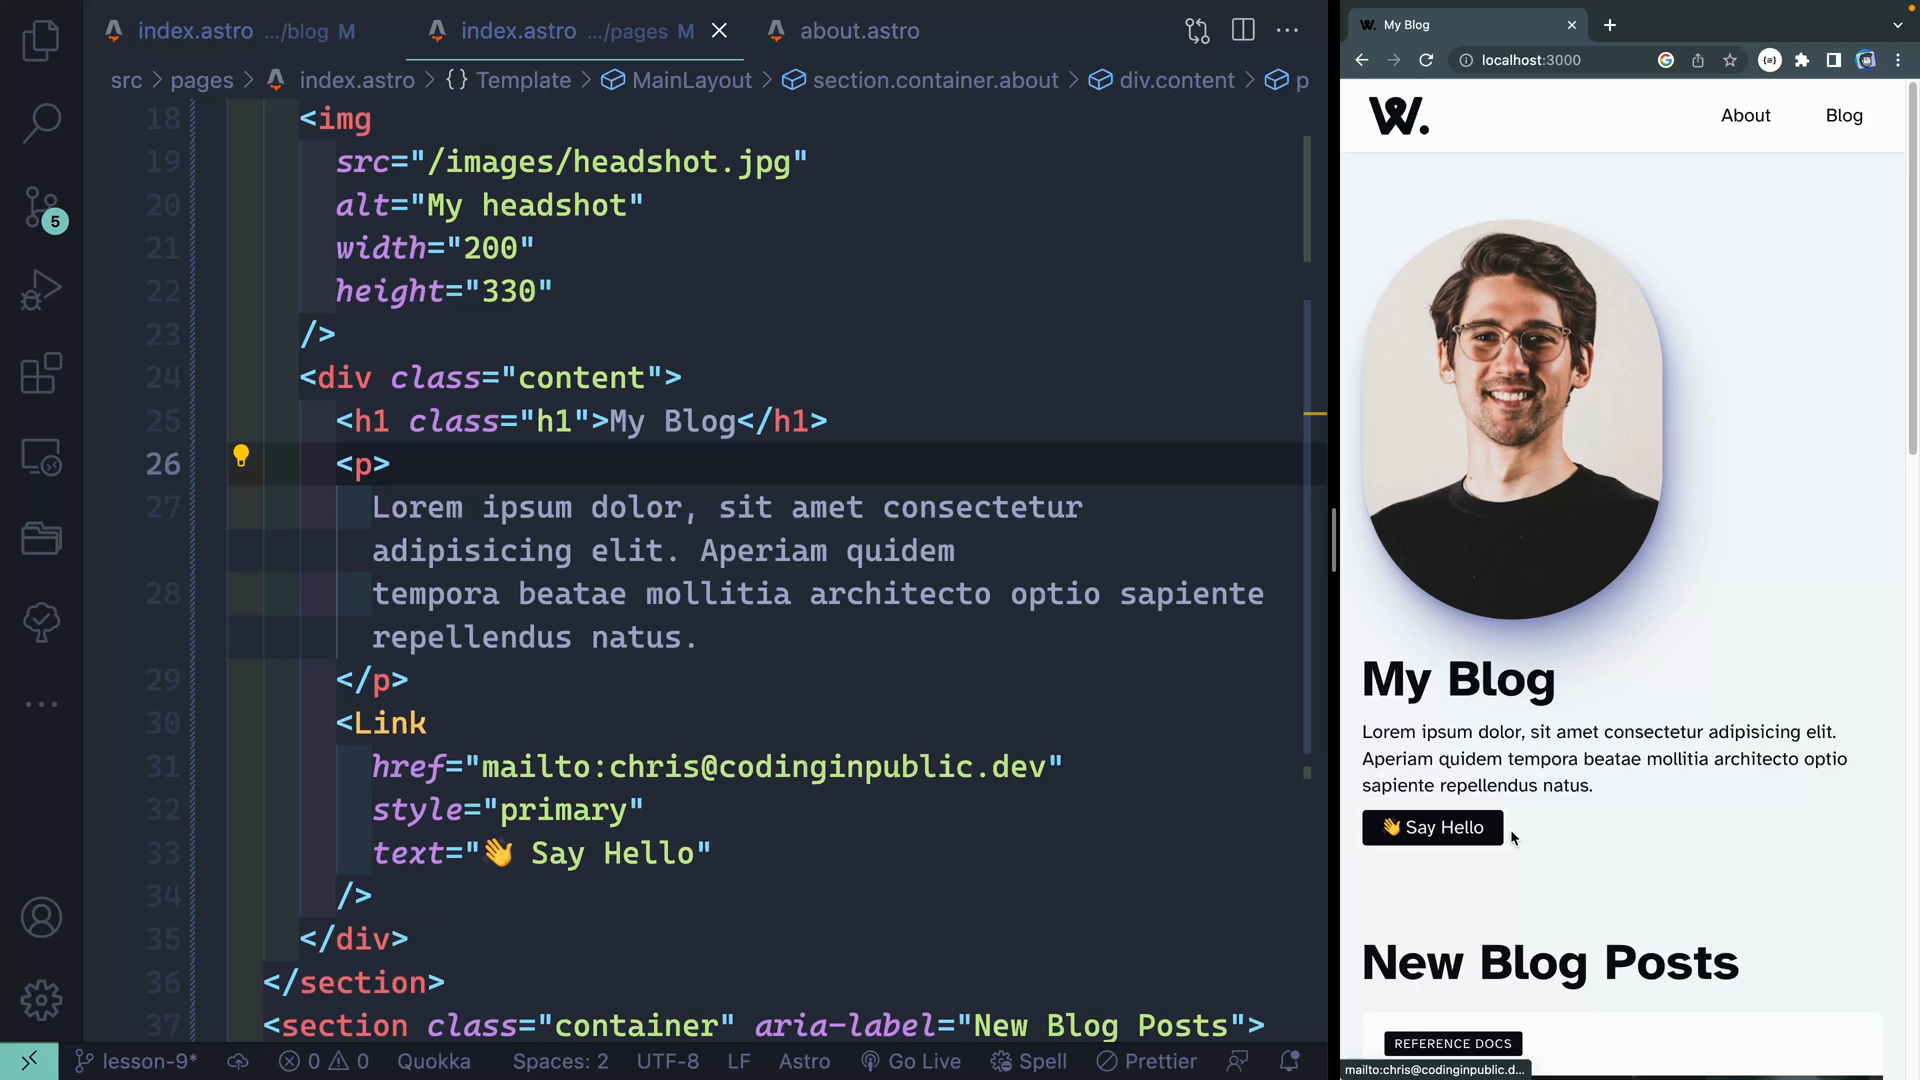 index.astro .../blog M
index.astro .../pages M
about.astro
src > pages > index.astro > {} Template > MainLayout > section.container.about > div.content > p
18 <img
19 src="/images/headshot.jpg"
20 alt="My headshot"
21 width="200"
22 height="330"
23 />
24 <div class="content">
25 <h1 class="h1">My Blog</h1>
26 <p>
27 Lorem ipsum dolor, sit amet consectetur
adipisicing elit. Aperiam quidem
28 tempora beatae mollitia architecto optio sapiente
repellendus natus.
29 </p>
30 <Link
31 href="mailto:chris@codinginpublic.dev"
32 style="primary"
33 text="👋 Say Hello"
34 />
35 </div>
36 </section>
37 <section class="container" aria-label="New Blog Posts">
5
lesson-9* 0 0 Quokka Spaces: 2 UTF-8 LF Astro Go Live Spell Prettier
W. My Blog
localhost:3000
W.
About Blog
My Blog
Lorem ipsum dolor, sit amet consectetur adipisicing elit.
Aperiam quidem tempora beatae mollitia architecto optio
sapiente repellendus natus.
👋 Say Hello
New Blog Posts
REFERENCE DOCS
mailto:chris@codinginpublic.d...